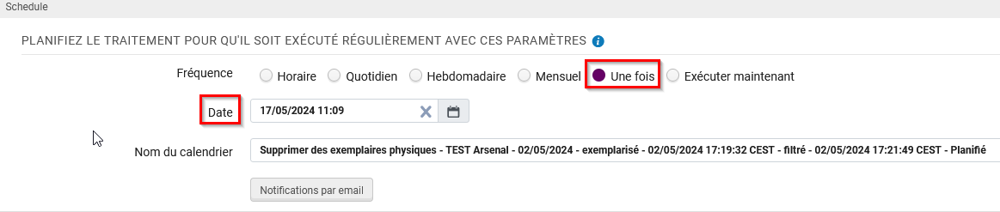 Schedule
PLANIFIEZ LE TRAITEMENT POUR QU'IL SOIT EXÉCUTÉ RÉGULIÈREMENT AVEC CES PARAMÈTRES
Fréquence Horaire Quotidien Hebdomadaire Mensuel Une fois Exécuter maintenant
Date 17/05/2024 11:09
Nom du calendrier Supprimer des exemplaires physiques - TEST Arsenal - 02/05/2024 - exemplarisé - 02/05/2024 17:19:32 CEST - filtré - 02/05/2024 17:21:49 CEST - Planifié
Notifications par email